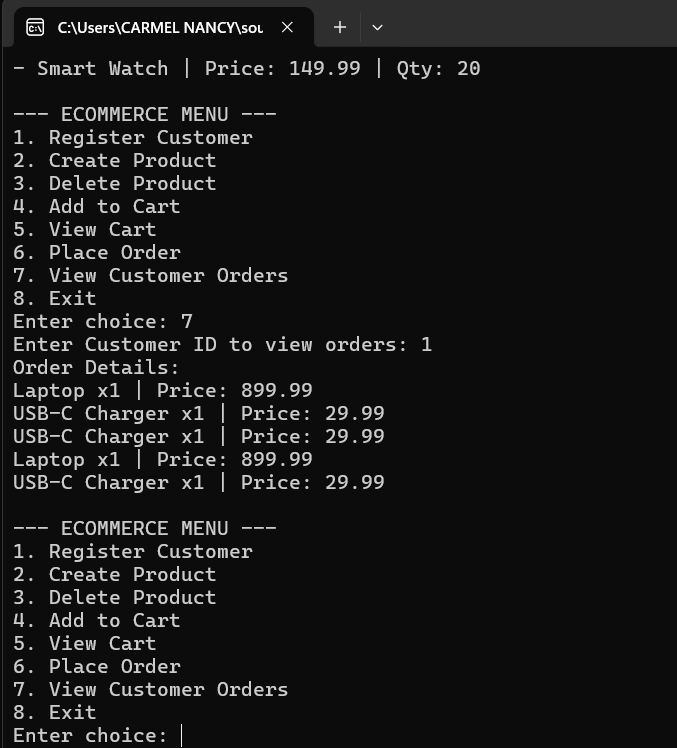 C:\Users\CARMEL NANCY\sou
- Smart Watch | Price: 149.99 | Qty: 20
--- ECOMMERCE MENU ---
1. Register Customer
2. Create Product
3. Delete Product
4. Add to Cart
5. View Cart
6. Place Order
7. View Customer Orders
8. Exit
Enter choice: 7
Enter Customer ID to view orders: 1
Order Details:
Laptop x1 | Price: 899.99
USB-C Charger x1 | Price: 29.99
USB-C Charger x1 | Price: 29.99
Laptop x1 | Price: 899.99
USB-C Charger x1 | Price: 29.99
--- ECOMMERCE MENU ---
1. Register Customer
2. Create Product
3. Delete Product
4. Add to Cart
5. View Cart
6. Place Order
7. View Customer Orders
8. Exit
Enter choice: